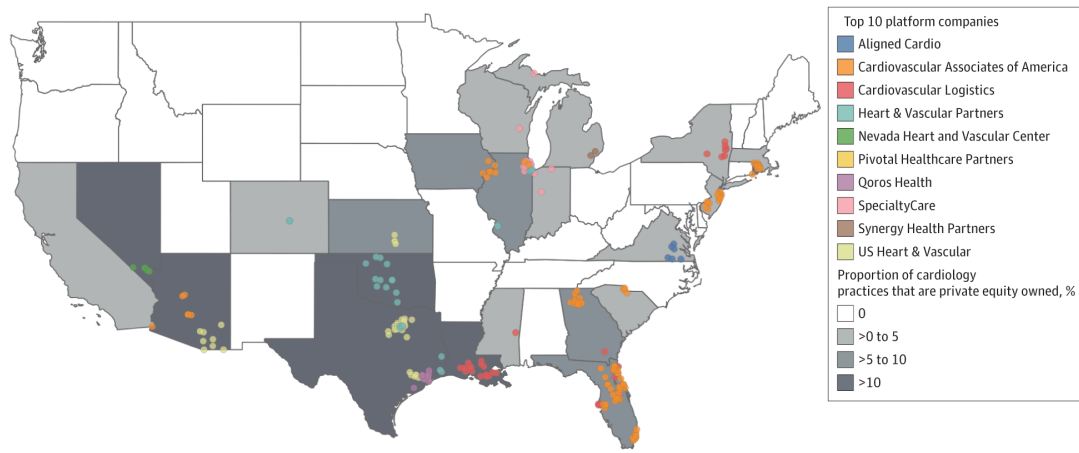 Top 10 platform companies
Aligned Cardio
Cardiovascular Associates of America
Cardiovascular Logistics
Heart & Vascular Partners
Nevada Heart and Vascular Center
Pivotal Healthcare Partners
Qoros Health
SpecialtyCare
Synergy Health Partners
US Heart & Vascular
Proportion of cardiology
practices that are private equity owned, %
0
>0 to 5
>5 to 10
>10